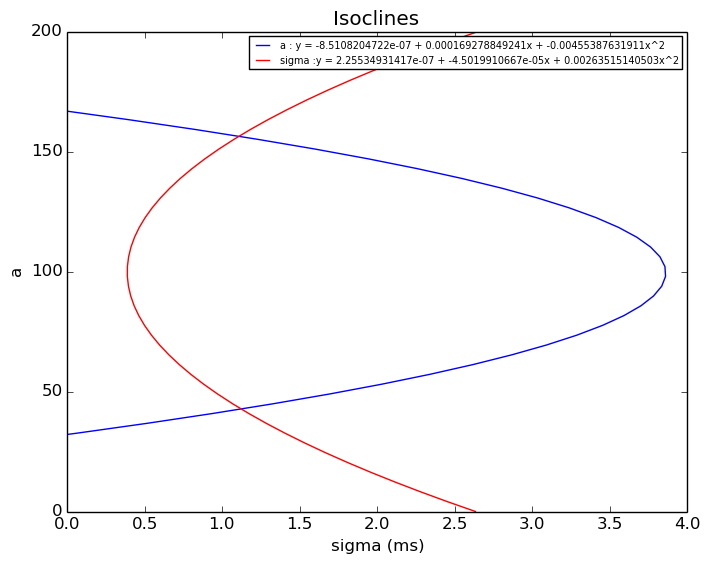 Isoclines
a : y = -8.5108204722e-07 + 0.000169278849241x + -0.00455387631911x^2
sigma :y = 2.25534931417e-07 + -4.5019910667e-05x + 0.00263515140503x^2
200
150
100
50
0
a
0.0 0.5 1.0 1.5 2.0 2.5 3.0 3.5 4.0
sigma (ms)